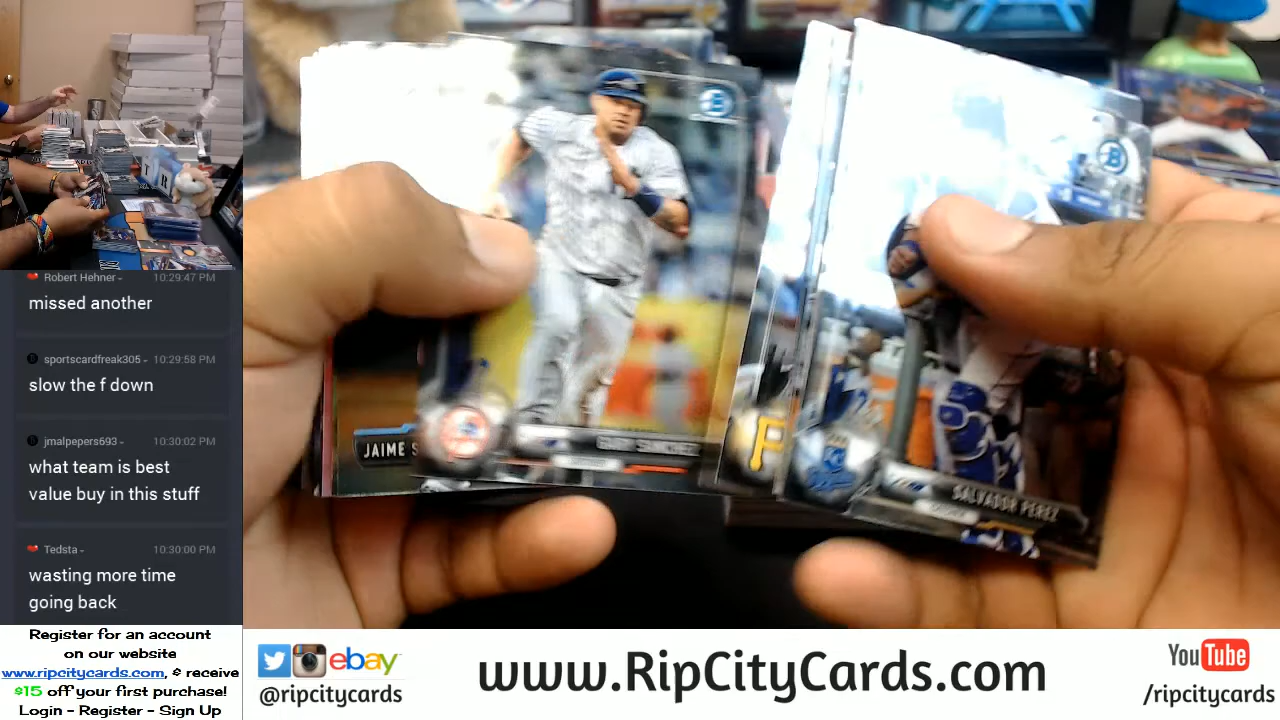 Robert Hehner - 10:29:47 PM
missed another
sportscardfreak305 - 10:29:58 PM
slow the f down
jmalpepers693 - 10:30:02 PM
what team is best
value buy in this stuff
Tedsta - 10:30:00 PM
wasting more time
going back
Register for an account
on our website
www.ripcitycards.com, & receive
$15 off your first purchase!
Login - Register - Sign Up
JAIME S
GARY SANCHEZ
P
SALVADOR PEREZ
ebay
@ripcitycards
www.RipCityCards.com
YouTube
/ripcitycards